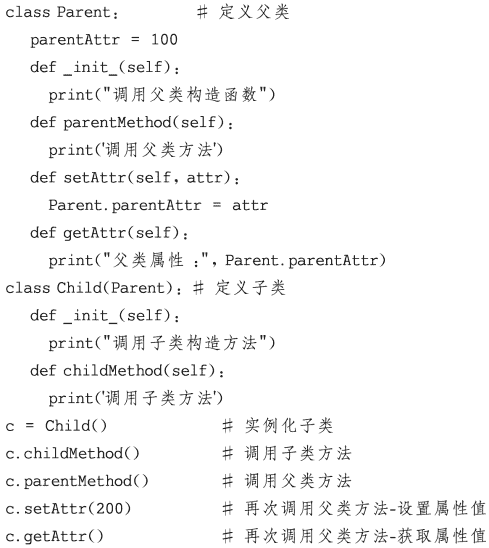 class Parent：        # 定义父类
  parentAttr = 100
  def _init_(self)：
    print("调用父类构造函数")
  def parentMethod(self)：
    print('调用父类方法')
  def setAttr(self，attr)：
    Parent.parentAttr = attr
  def getAttr(self)：
    print("父类属性 :"，Parent.parentAttr)
class Child(Parent)：# 定义子类
  def _init_(self)：
    print("调用子类构造方法")
  def childMethod(self)：
    print('调用子类方法')
c = Child()            # 实例化子类
c.childMethod()        # 调用子类方法
c.parentMethod()       # 调用父类方法
c.setAttr(200)         # 再次调用父类方法-设置属性值
c.getAttr()            # 再次调用父类方法-获取属性值